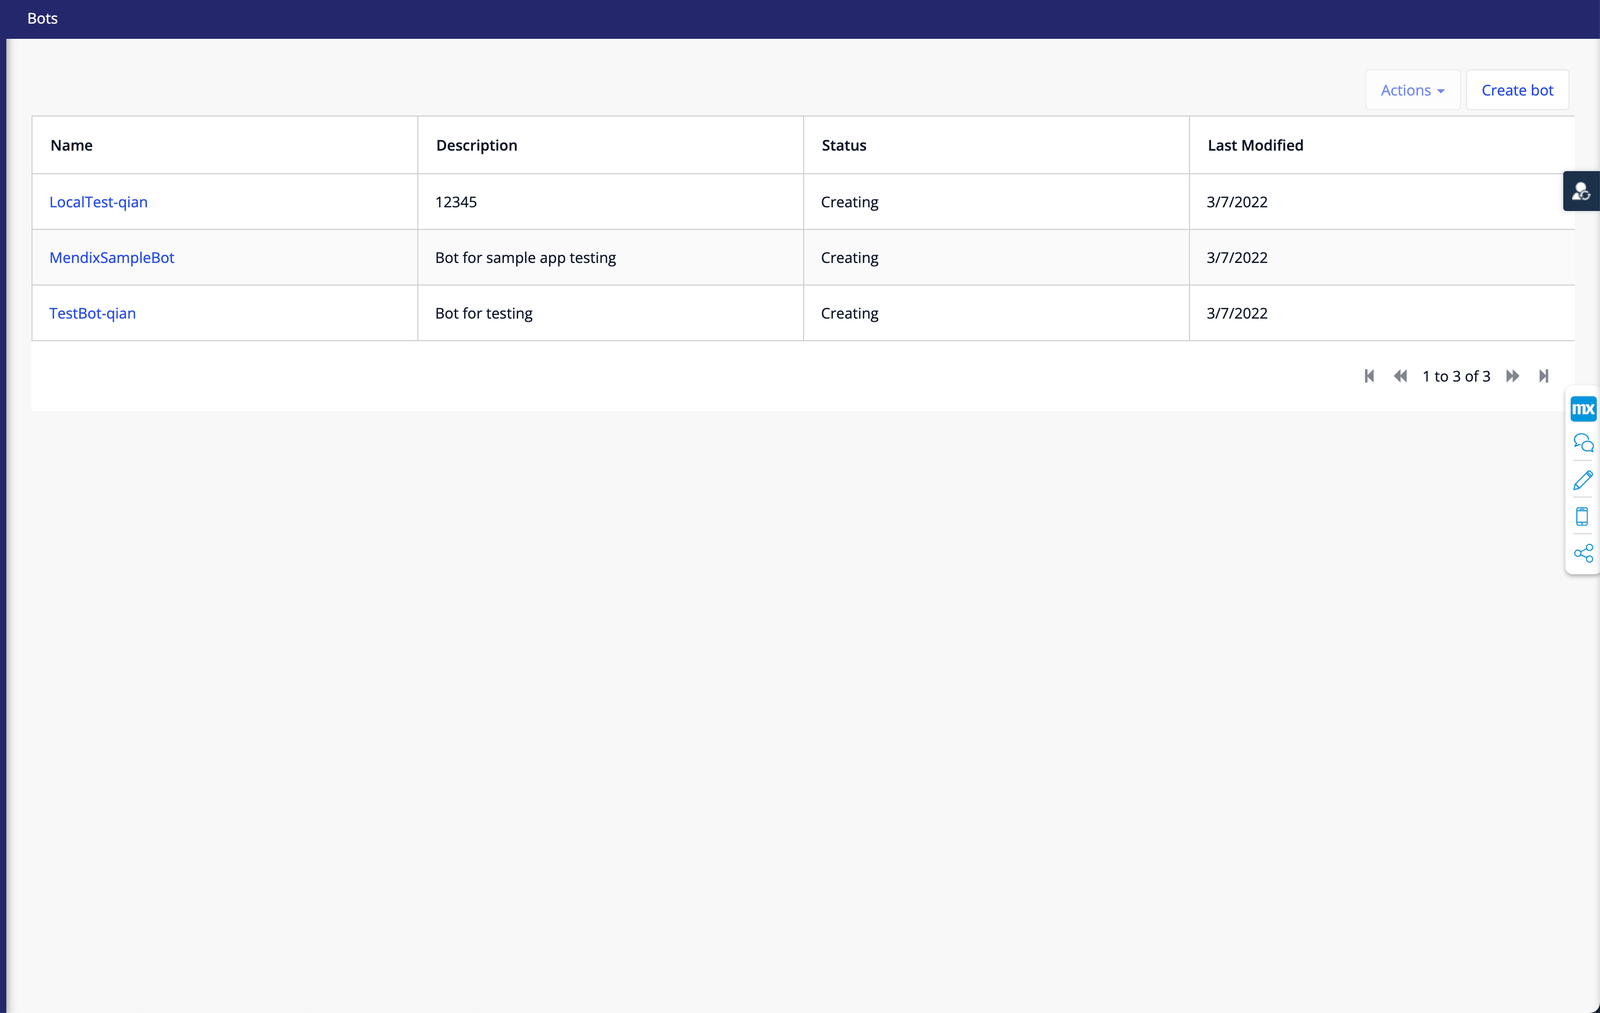 Bots
Actions Create bot
Name Description Status Last Modified
LocalTest-qian 12345 Creating 3/7/2022
MendixSampleBot Bot for sample app testing Creating 3/7/2022
TestBot-qian Bot for testing Creating 3/7/2022
1 to 3 of 3
mx